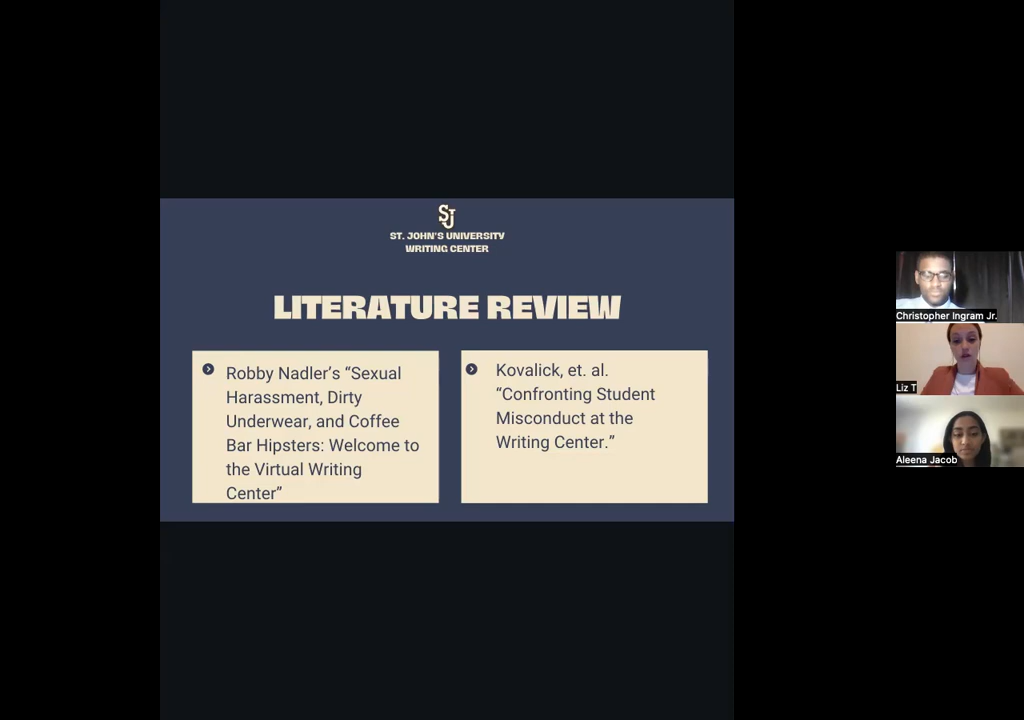 SJ
ST. JOHN'S UNIVERSITY
WRITING CENTER
LITERATURE REVIEW
Robby Nadler’s “Sexual
Harassment, Dirty
Underwear, and Coffee
Bar Hipsters: Welcome to
the Virtual Writing
Center”
Kovalick, et. al.
“Confronting Student
Misconduct at the
Writing Center.”
Christopher Ingram Jr.
Liz T
Aleena Jacob